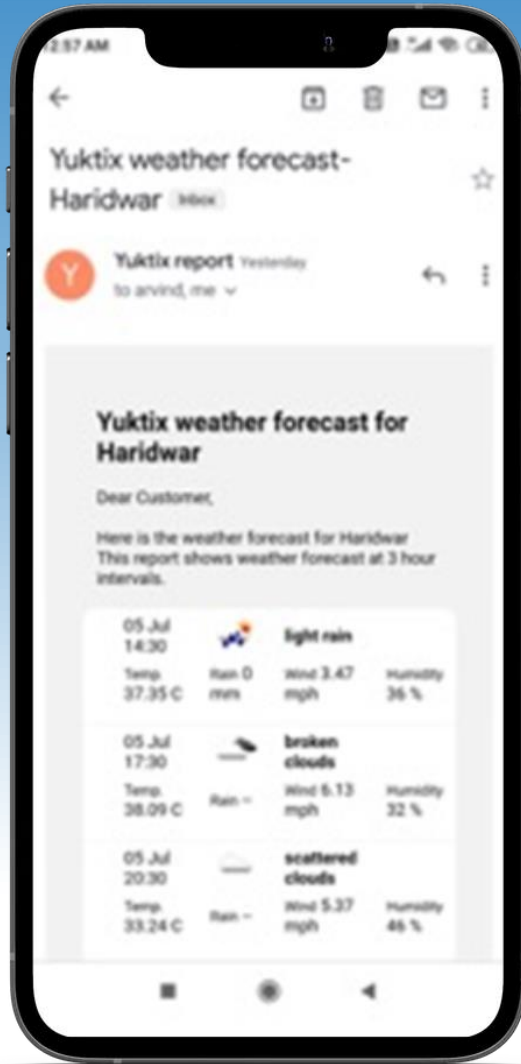 2:57 AM
Yuktix weather forecast-
Haridwar Inbox
Y
Yuktix report Yesterday
to arvind, me
Yuktix weather forecast for
Haridwar
Dear Customer,
Here is the weather forecast for Haridwar
This report shows weather forecast at 3 hour
intervals.
05 Jul
14:30
light rain
Temp.
37.35 C
Rain 0
mm
Wind 3.47
mph
Humidity
36 %
05 Jul
17:30
broken
clouds
Temp.
38.09 C
Rain --
Wind 6.13
mph
Humidity
32 %
05 Jul
20:30
scattered
clouds
Temp.
33.24 C
Rain --
Wind 5.37
mph
Humidity
46 %